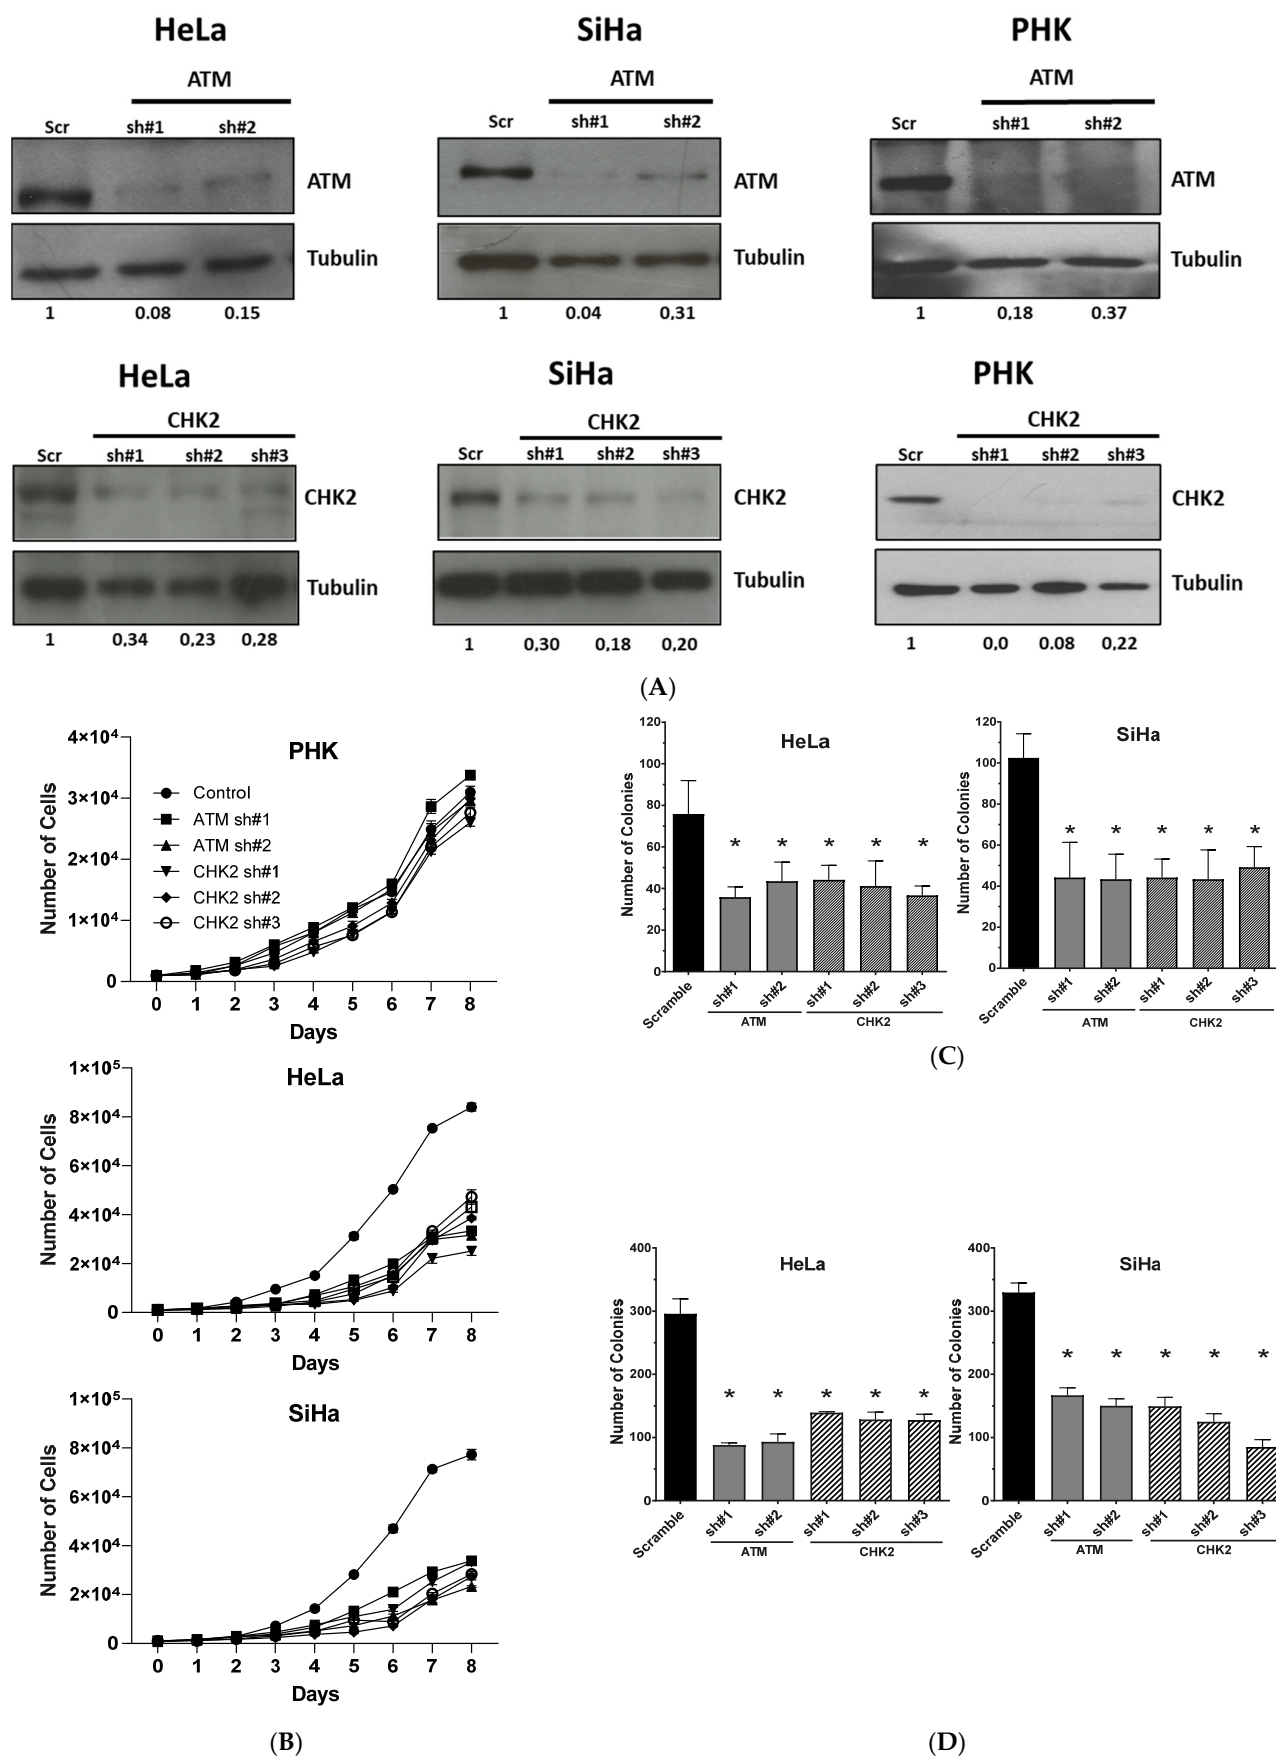 HeLa SiHa PHK
ATM ATM ATM
Scr sh#1 sh#2 Scr sh#1 sh#2 Scr sh#1 sh#2
ATM ATM ATM
Tubulin Tubulin Tubulin
1 0.08 0.15 1 0.04 0,31 1 0,18 0.37
HeLa SiHa PHK
CHK2 CHK2 CHK2
Scr sh#1 sh#2 sh#3 Scr sh#1 sh#2 sh#3 Scr sh#1 sh#2 sh#3
CHK2 CHK2 CHK2
Tubulin Tubulin Tubulin
1 0,34 0,23 0,28 1 0,30 0,18 0,20 1 0,0 0.08 0,22
(A)
PHK
Number of Cells
4×10⁴
3×10⁴
2×10⁴
1×10⁴
0
Control
ATM sh#1
ATM sh#2
CHK2 sh#1
CHK2 sh#2
CHK2 sh#3
0 1 2 3 4 5 6 7 8
Days
HeLa
Number of Cells
1×10⁵
8×10⁴
6×10⁴
4×10⁴
2×10⁴
0
0 1 2 3 4 5 6 7 8
Days
SiHa
Number of Cells
1×10⁵
8×10⁴
6×10⁴
4×10⁴
2×10⁴
0
0 1 2 3 4 5 6 7 8
Days
(B)
HeLa
Number of Colonies
120
100
80
60
40
20
0
* * * * *
Scramble sh#1 sh#2 sh#1 sh#2 sh#3
ATM CHK2
SiHa
Number of Colonies
120
100
80
60
40
20
0
* * * * *
Scramble sh#1 sh#2 sh#1 sh#2 sh#3
ATM CHK2
(C)
HeLa
Number of Colonies
400
300
200
100
0
* * * * *
Scramble sh#1 sh#2 sh#1 sh#2 sh#3
ATM CHK2
SiHa
Number of Colonies
400
300
200
100
0
* * * * *
Scramble sh#1 sh#2 sh#1 sh#2 sh#3
ATM CHK2
(D)